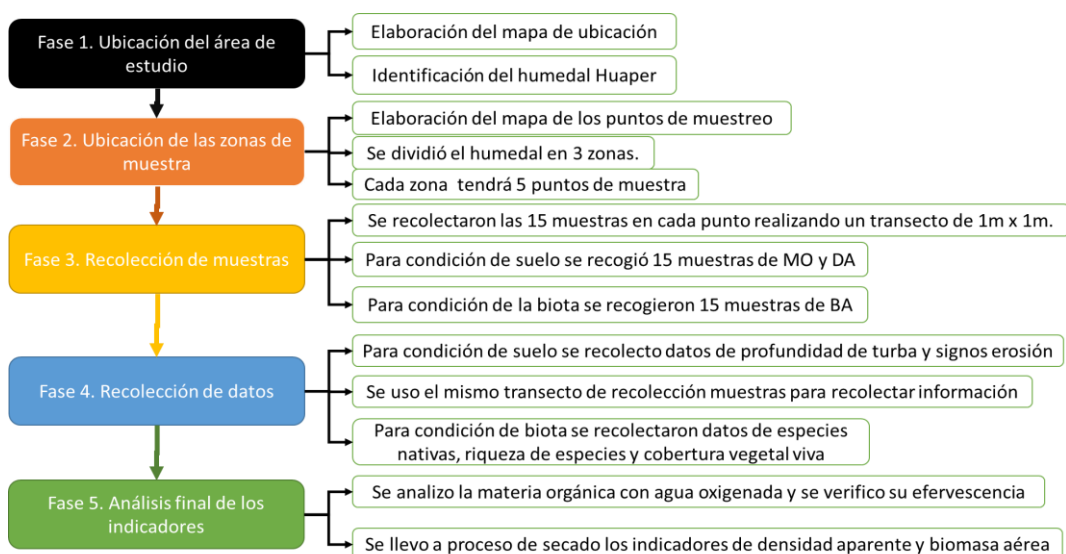 Fase 1. Ubicación del área de
estudio
Elaboración del mapa de ubicación
Identificación del humedal Huaper
Fase 2. Ubicación de las zonas de
muestra
Elaboración del mapa de los puntos de muestreo
Se dividió el humedal en 3 zonas.
Cada zona tendrá 5 puntos de muestra
Fase 3. Recolección de muestras
Se recolectaron las 15 muestras en cada punto realizando un transecto de 1m x 1m.
Para condición de suelo se recogió 15 muestras de MO y DA
Para condición de la biota se recogieron 15 muestras de BA
Fase 4. Recolección de datos
Para condición de suelo se recolecto datos de profundidad de turba y signos erosión
Se uso el mismo transecto de recolección muestras para recolectar información
Para condición de biota se recolectaron datos de especies
nativas, riqueza de especies y cobertura vegetal viva
Fase 5. Análisis final de los
indicadores
Se analizo la materia orgánica con agua oxigenada y se verifico su efervescencia
Se llevo a proceso de secado los indicadores de densidad aparente y biomasa aérea